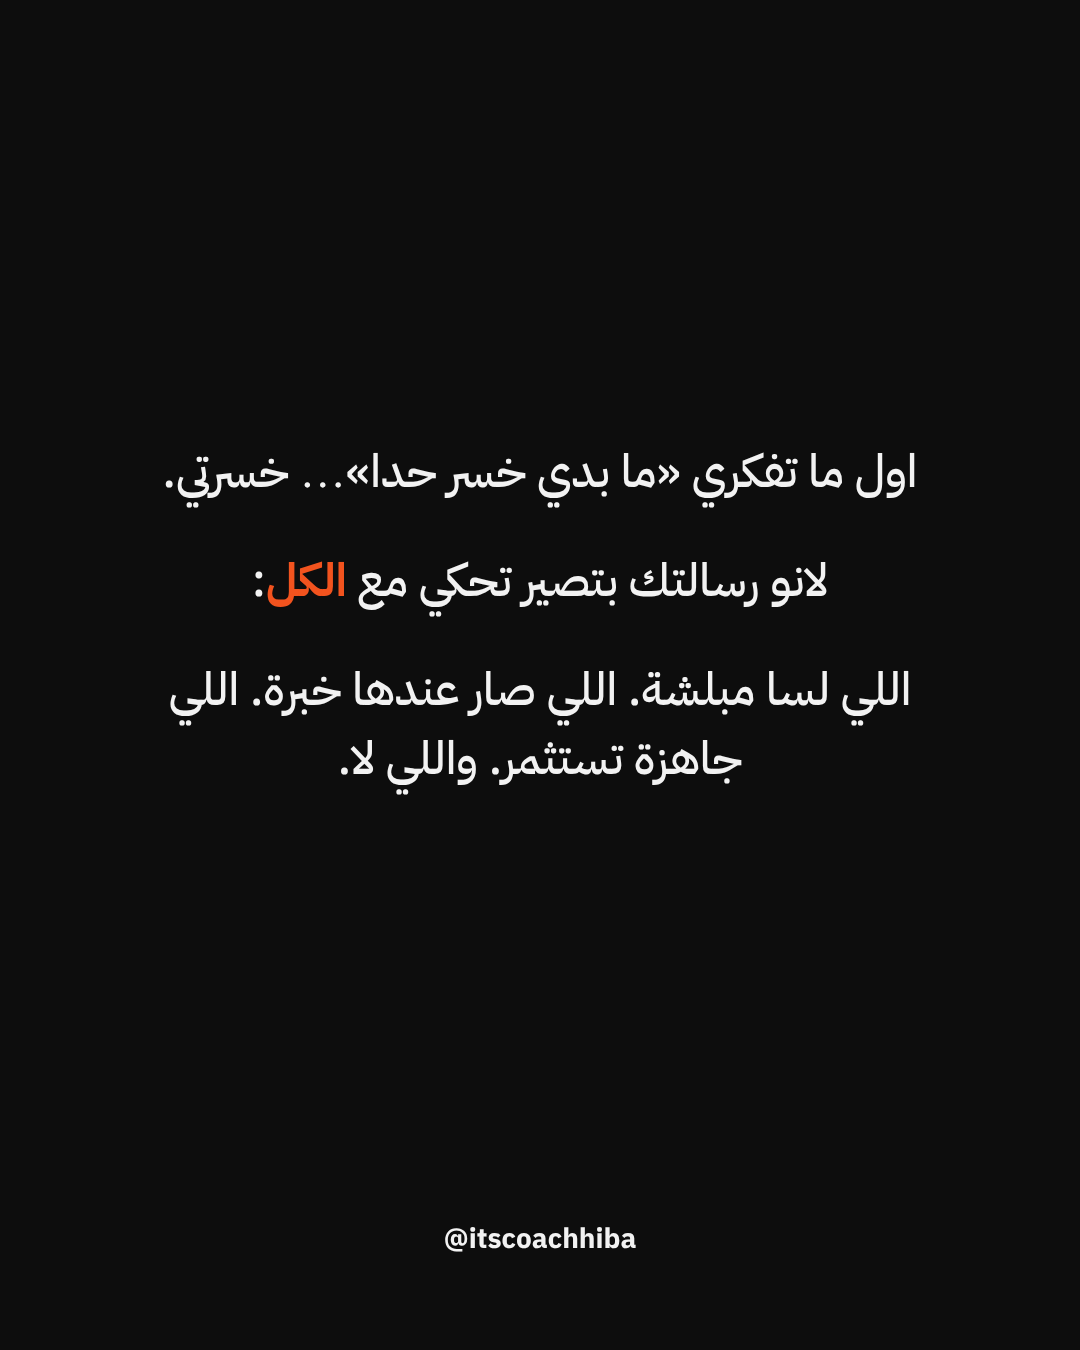 اول ما تفكري «ما بدي خسر حدا»… خسرتي.
لانو رسالتك بتصير تحكي مع الكل:
اللي لسا مبلشة. اللي صار عندها خبرة. اللي
جاهزة تستثمر. واللي لا.
@itscoachhiba